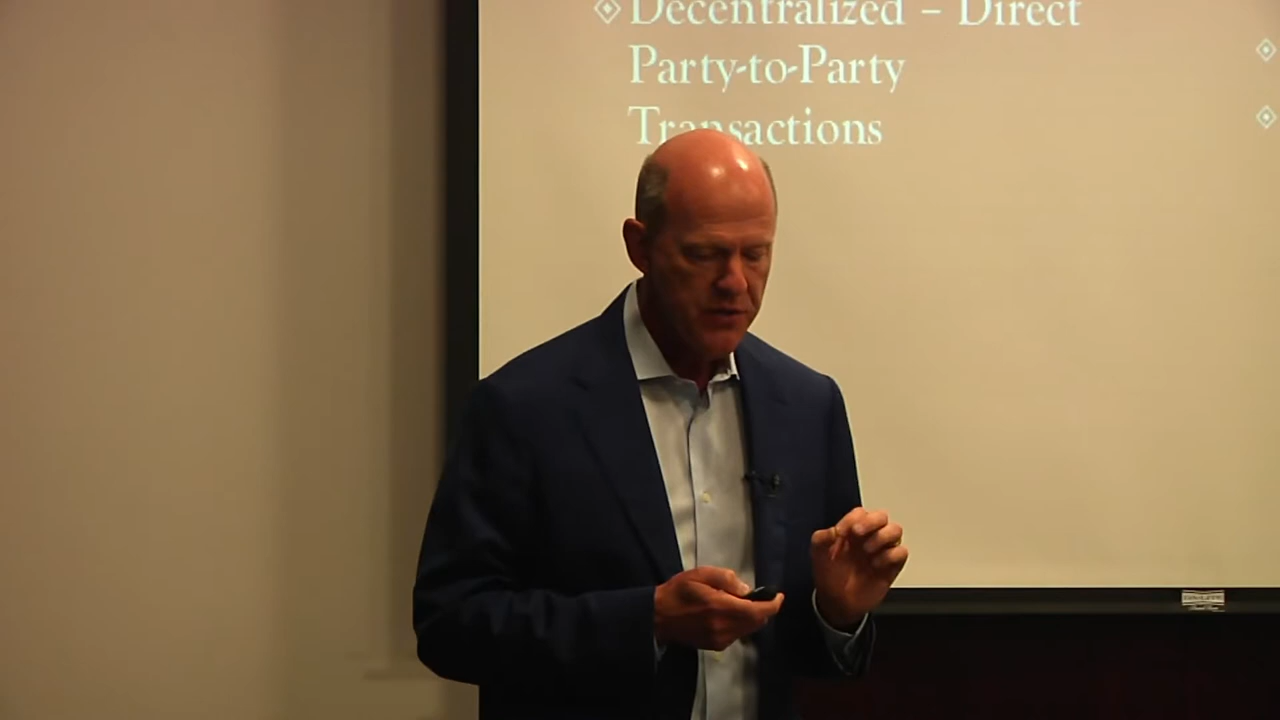 Decentralized – Direct
Party-to-Party
Transactions